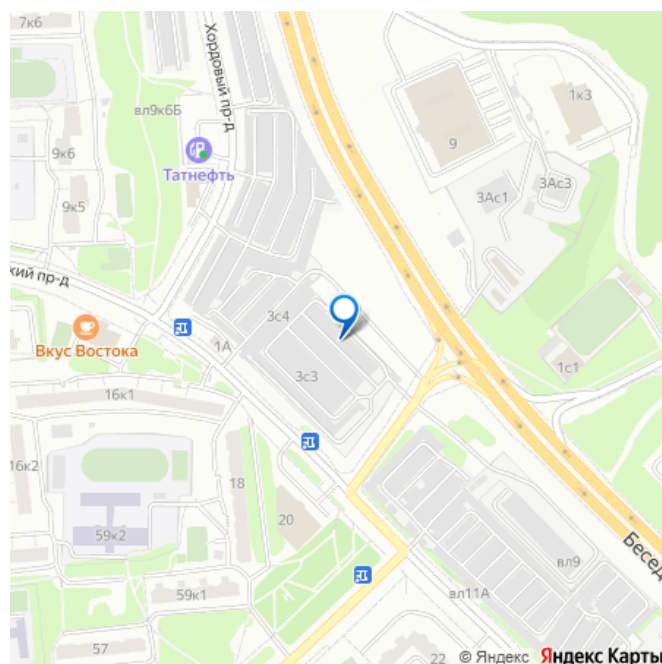 7к6
Хордовый пр-д
вл9к6Б
1к3
9
9к6
Татнефть
3Ас1
3Ас3
9к5
кий пр-д
3с4
Вкус Востока
1А
1с1
3с3
16к1
16к2
18
20
59к2
Бесед
вл9
59к1
вл11А
57
22
© Яндекс Яндекс Карты